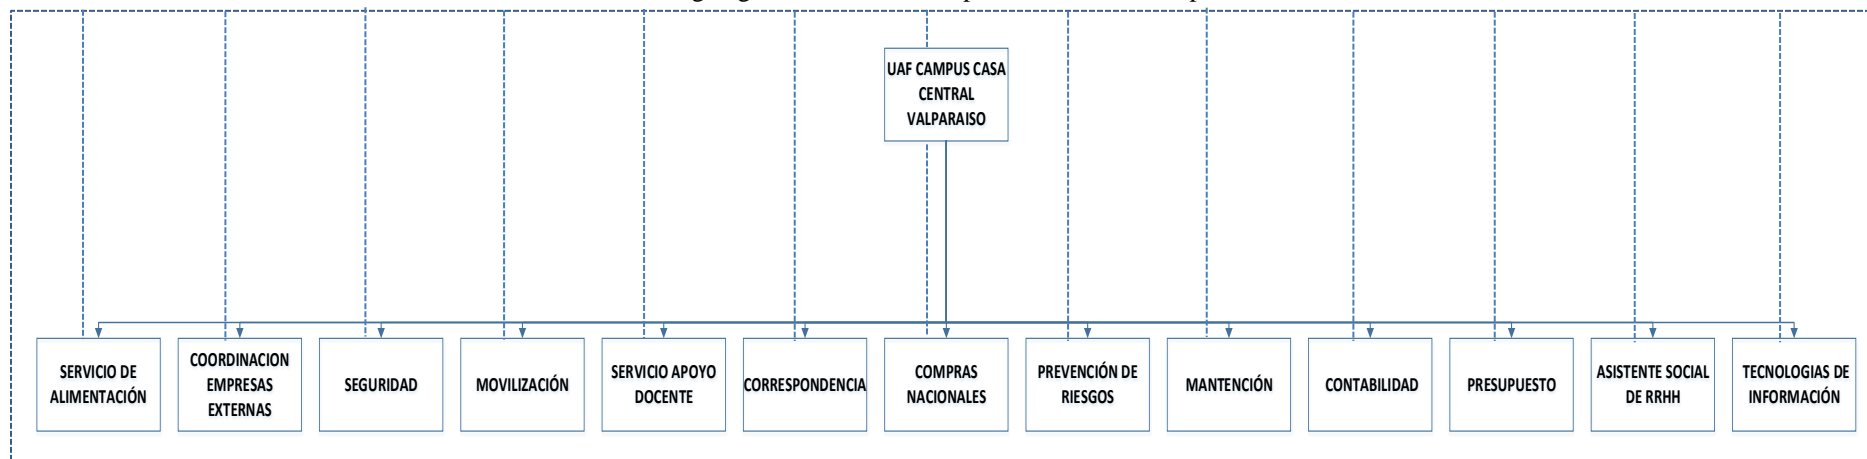 UAF CAMPUS CASA
CENTRAL
VALPARAISO
SERVICIO DE
ALIMENTACIÓN
COORDINACION
EMPRESAS
EXTERNAS
SEGURIDAD
MOVILIZACIÓN
SERVICIO APOYO
DOCENTE
CORRESPONDENCIA
COMPRAS
NACIONALES
PREVENCIÓN DE
RIESGOS
MANTENCIÓN
CONTABILIDAD
PRESUPUESTO
ASISTENTE SOCIAL
DE RRHH
TECNOLOGIAS DE
INFORMACIÓN